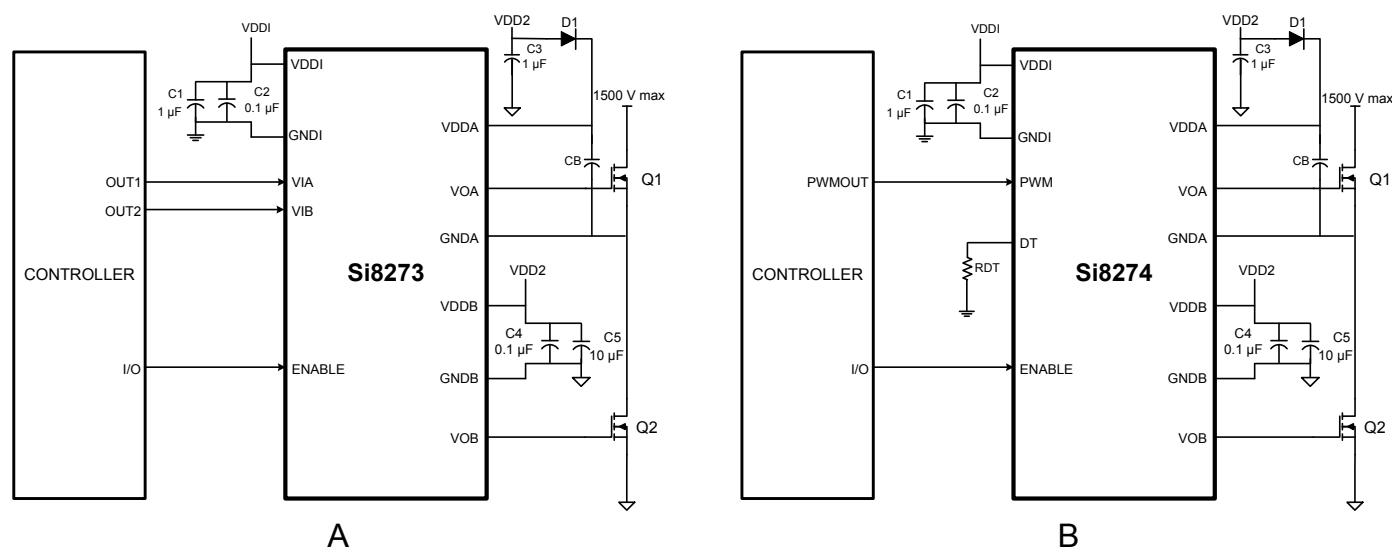 VDDI
C1
1 µF
C2
0.1 µF
VDDI
GNDI
VDD2
D1
C3
1 µF
1500 V max
VDDA
CB
Q1
VOA
GNDA
OUT1
OUT2
VIA
VIB
CONTROLLER
Si8273
VDD2
VDDB
C4
0.1 µF
C5
10 µF
GNDB
I/O
ENABLE
VOB
Q2
A
VDDI
C1
1 µF
C2
0.1 µF
VDDI
GNDI
VDD2
D1
C3
1 µF
1500 V max
VDDA
CB
Q1
VOA
GNDA
PWMOUT
PWM
DT
RDT
CONTROLLER
Si8274
VDD2
VDDB
C4
0.1 µF
C5
10 µF
GNDB
I/O
ENABLE
VOB
Q2
B